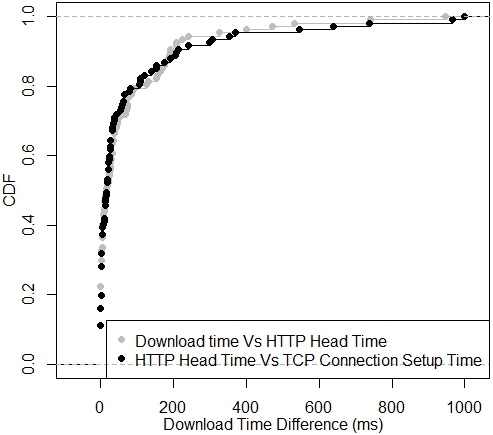 1.0
0.8
0.6
0.4
0.2
0.0
CDF
Download time Vs HTTP Head Time
HTTP Head Time Vs TCP Connection Setup Time
0 200 400 600 800 1000
Download Time Difference (ms)